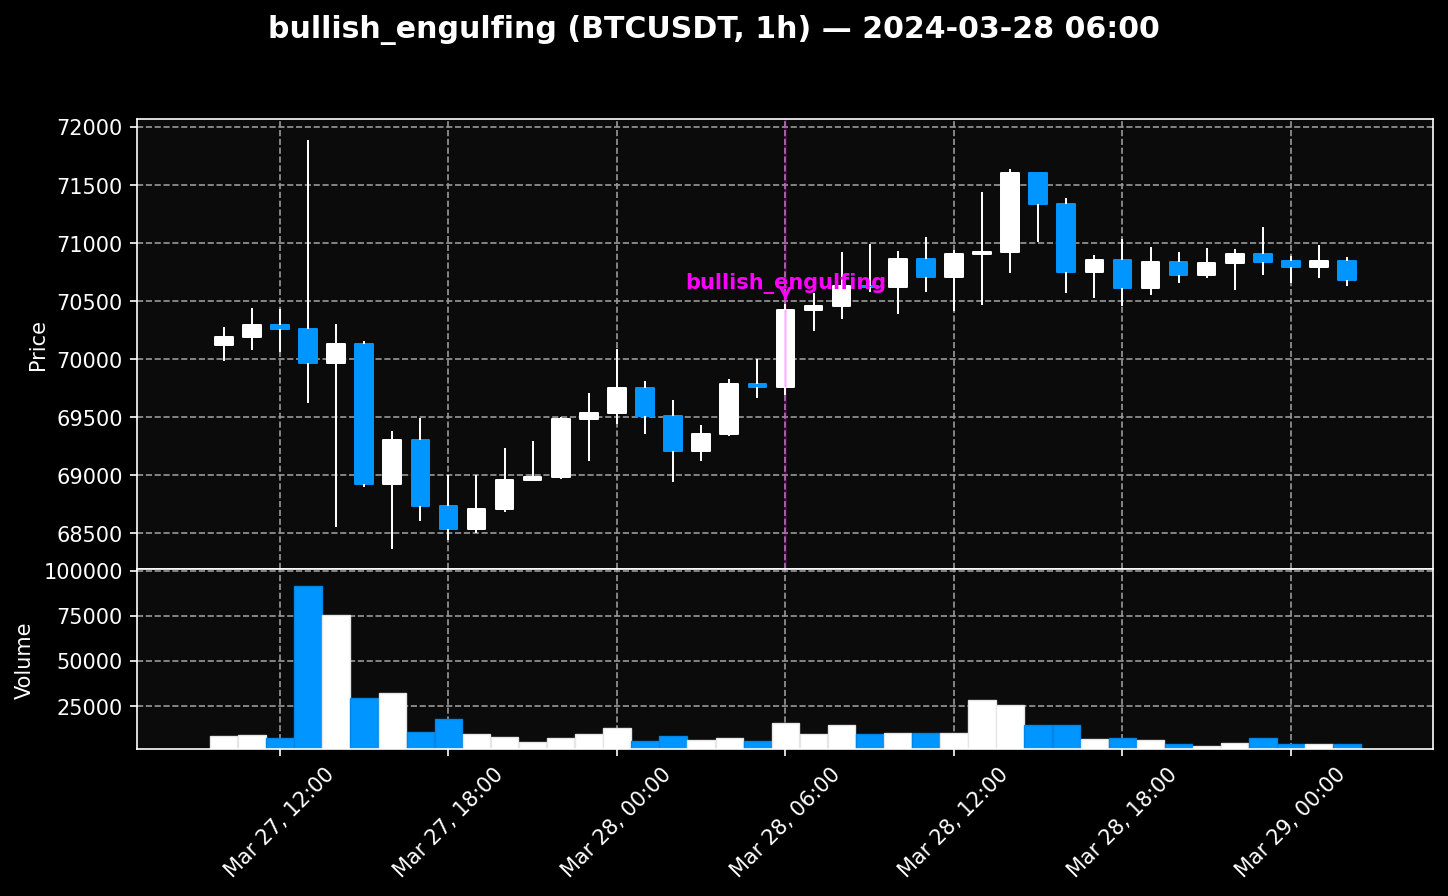 bullish_engulfing (BTCUSDT, 1h) — 2024-03-28 06:00
72000
71500
71000
bullish_engulfing
70500
70000
69500
69000
68500
Price
100000
75000
50000
25000
Volume
Mar 27, 12:00
Mar 27, 18:00
Mar 28, 00:00
Mar 28, 06:00
Mar 28, 12:00
Mar 28, 18:00
Mar 29, 00:00